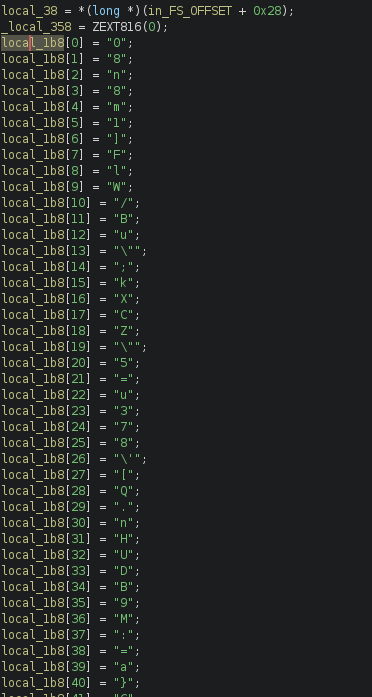 local_38 = *(long *)(in_FS_OFFSET + 0x28);
_local_358 = ZEXT816(0);
local_1b8[0] = "0";
local_1b8[1] = "8";
local_1b8[2] = "n";
local_1b8[3] = "8";
local_1b8[4] = "m";
local_1b8[5] = "1";
local_1b8[6] = "]";
local_1b8[7] = "F";
local_1b8[8] = "l";
local_1b8[9] = "W";
local_1b8[10] = "/";
local_1b8[11] = "B";
local_1b8[12] = "u";
local_1b8[13] = "\"";
local_1b8[14] = ";";
local_1b8[15] = "k";
local_1b8[16] = "X";
local_1b8[17] = "C";
local_1b8[18] = "Z";
local_1b8[19] = "\"";
local_1b8[20] = "5";
local_1b8[21] = "=";
local_1b8[22] = "u";
local_1b8[23] = "3";
local_1b8[24] = "7";
local_1b8[25] = "8";
local_1b8[26] = "\'";
local_1b8[27] = "[";
local_1b8[28] = "Q";
local_1b8[29] = ".";
local_1b8[30] = "n";
local_1b8[31] = "H";
local_1b8[32] = "U";
local_1b8[33] = "D";
local_1b8[34] = "B";
local_1b8[35] = "9";
local_1b8[36] = "M";
local_1b8[37] = ":";
local_1b8[38] = "=";
local_1b8[39] = "a";
local_1b8[40] = "}";